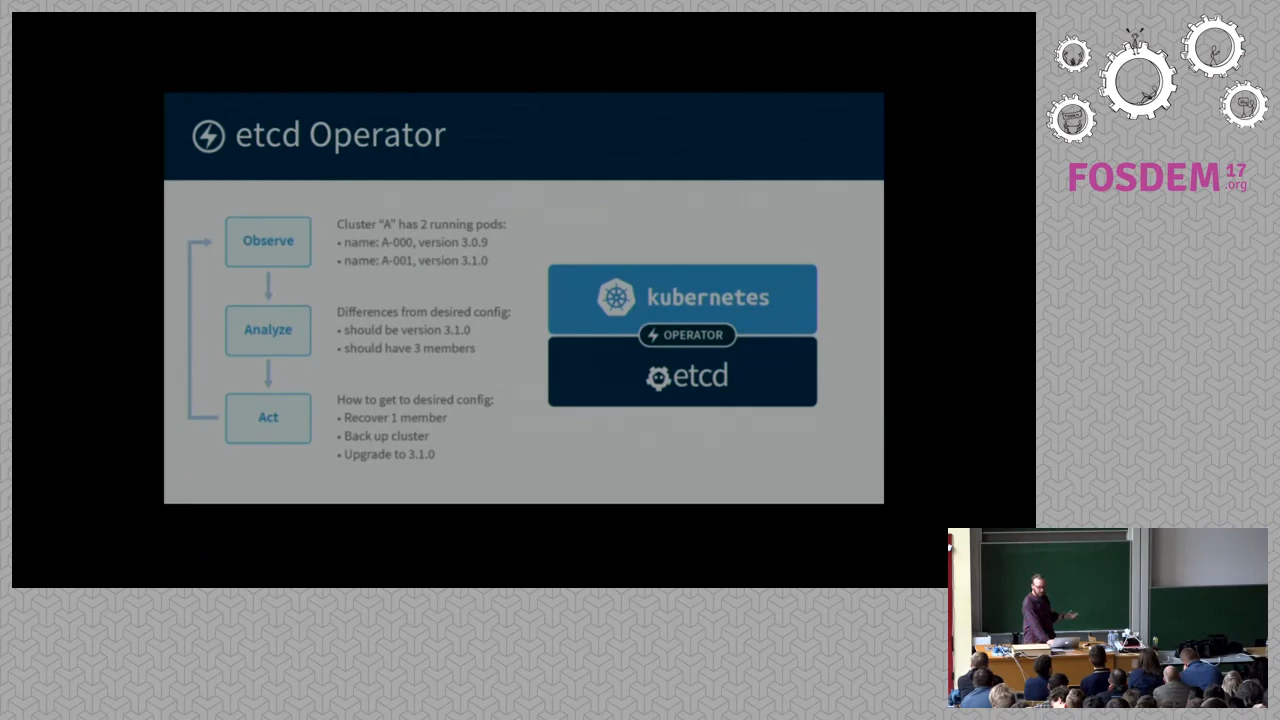 etcd Operator
Observe
Cluster “A” has 2 running pods:
• name: A-000, version 3.0.9
• name: A-001, version 3.1.0
Analyze
Differences from desired config:
• should be version 3.1.0
• should have 3 members
Act
How to get to desired config:
• Recover 1 member
• Back up cluster
• Upgrade to 3.1.0
kubernetes
OPERATOR
etcd
FOSDEM 17
.org